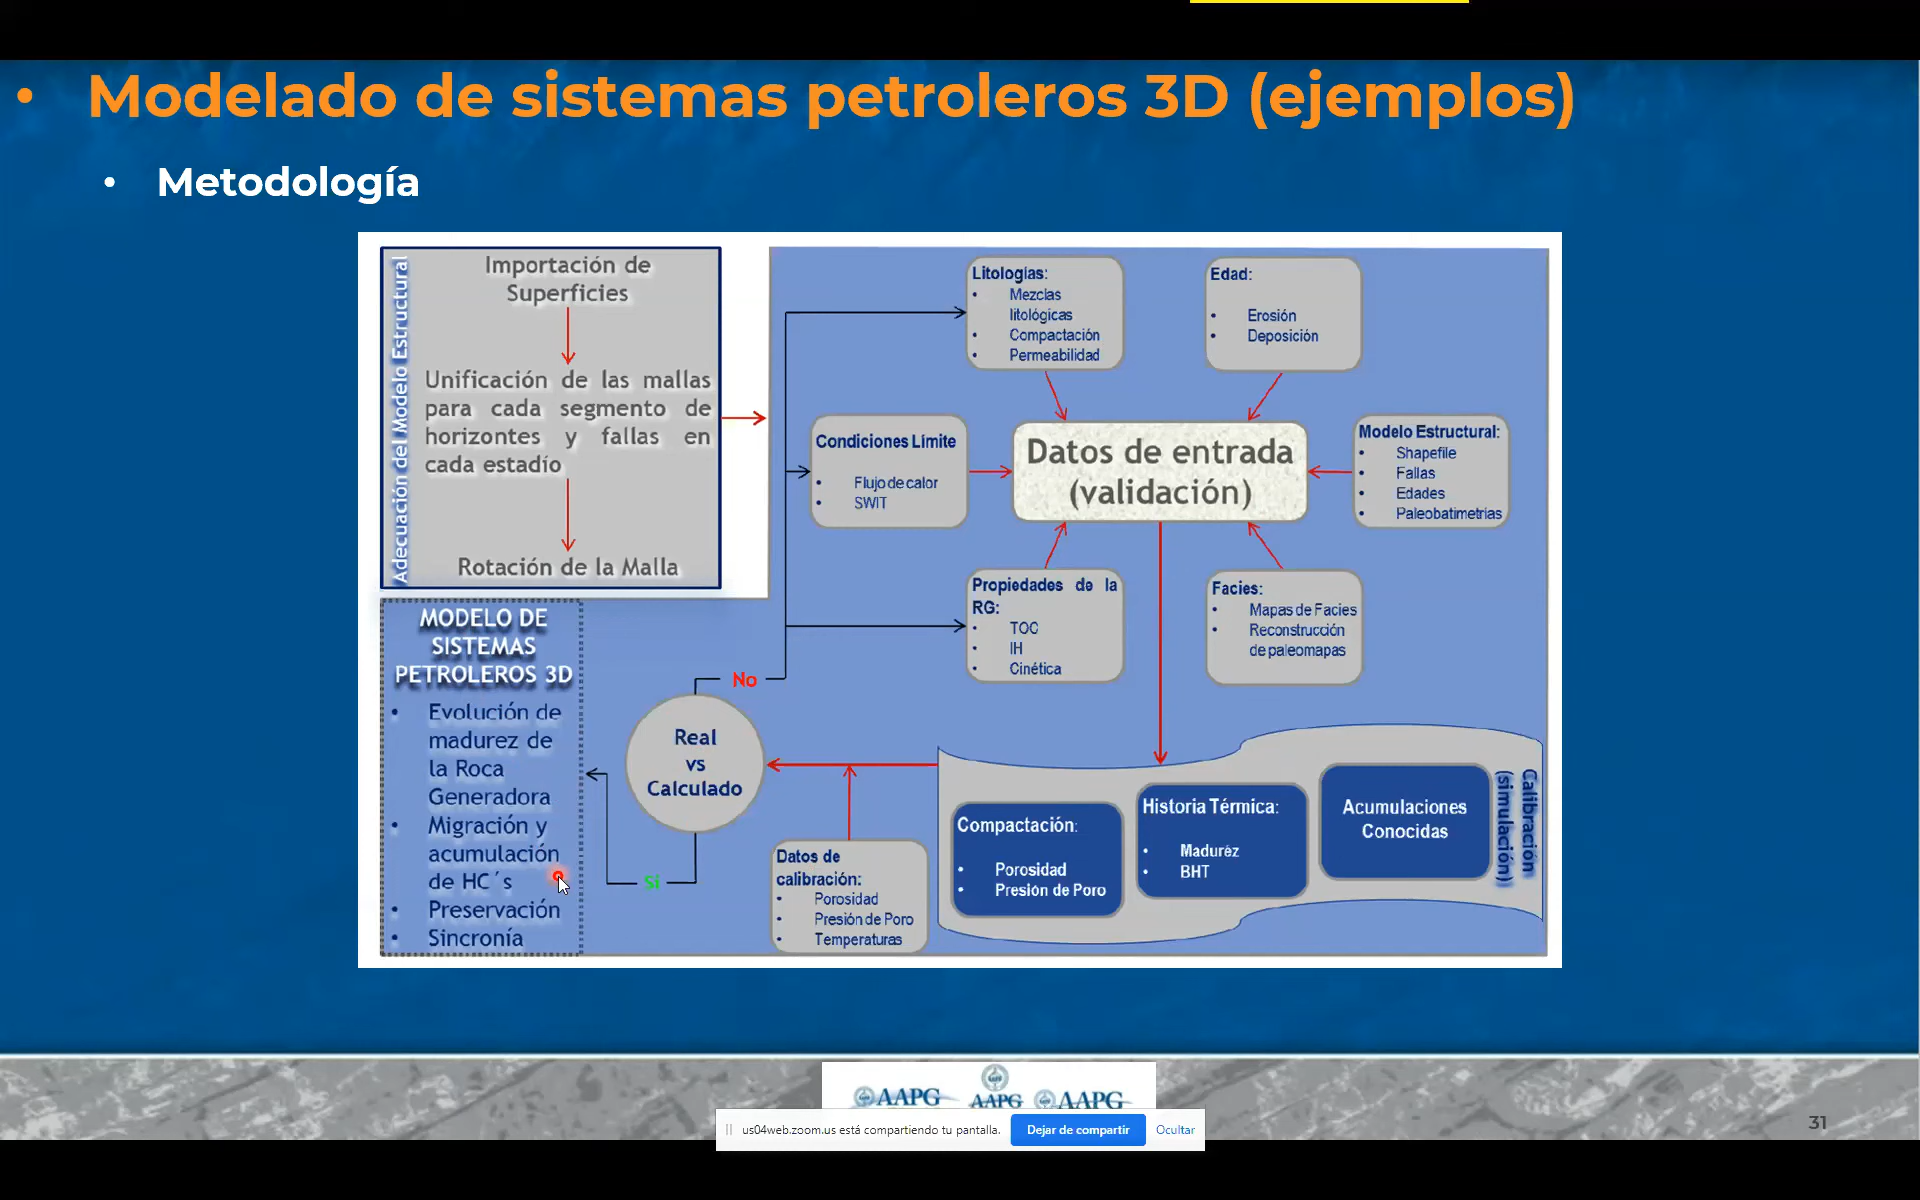 • Modelado de sistemas petroleros 3D (ejemplos)
• Metodología
Adecuación del Modelo Estructural
Importación de
Superficies
Unificación de las mallas
para cada segmento de
horizontes y fallas en
cada estadío
Rotación de la Malla
Litologías:
• Mezclas
litológicas
• Compactación
• Permeabilidad
Edad:
• Erosión
• Deposición
Condiciones Límite
• Flujo de calor
• SWIT
Datos de entrada
(validación)
Modelo Estructural:
• Shapefile
• Fallas
• Edades
• Paleobatimetrias
Propiedades de la
RG:
• TOC
• IH
• Cinética
Facies:
• Mapas de Facies
• Reconstrucción
de paleomapas
MODELO DE
SISTEMAS
PETROLEROS 3D
• Evolución de
madurez de
la Roca
Generadora
• Migración y
acumulación
de HC´s
• Preservación
• Sincronía
No
Real
vs
Calculado
Sí
Datos de
calibración:
• Porosidad
• Presión de Poro
• Temperaturas
Compactación:
• Porosidad
• Presión de Poro
Historia Térmica:
• Maduréz
• BHT
Acumulaciones
Conocidas
Calibración
(simulación)
AAPG AAPG AAPG
us04web.zoom.us está compartiendo tu pantalla. Dejar de compartir Ocultar
31